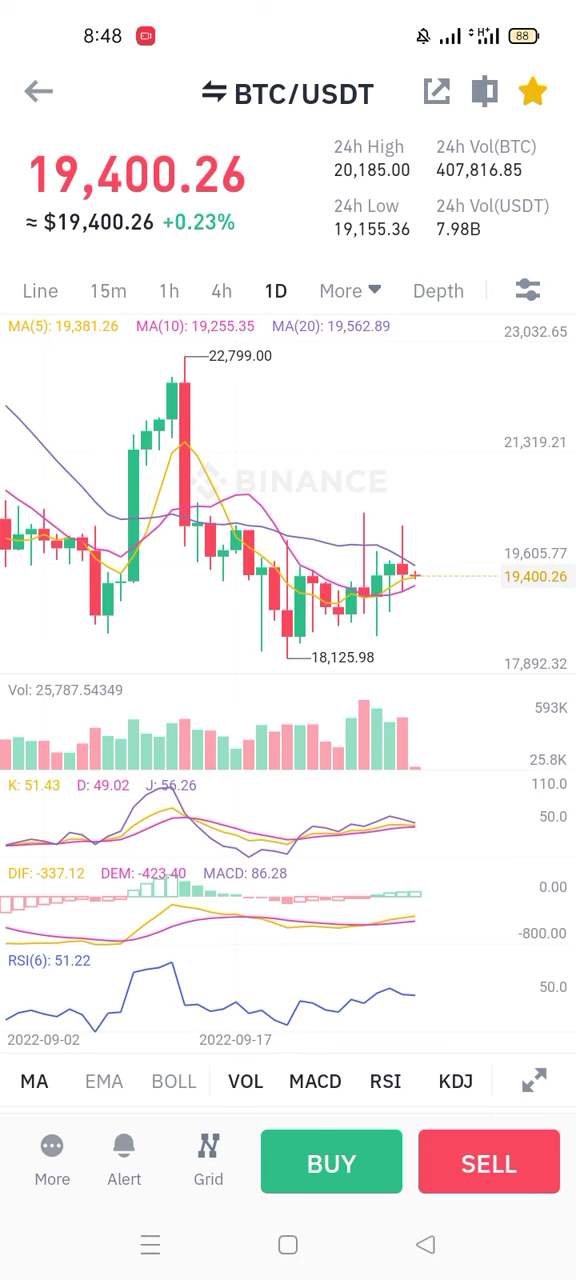 8:48 88
BTC/USDT
19,400.26
≈ $19,400.26 +0.23%
24h High 24h Vol(BTC)
20,185.00 407,816.85
24h Low 24h Vol(USDT)
19,155.36 7.98B
Line 15m 1h 4h 1D More Depth
MA(5): 19,381.26 MA(10): 19,255.35 MA(20): 19,562.89
23,032.65
22,799.00
21,319.21
BINANCE
19,605.77
19,400.26
18,125.98
17,892.32
Vol: 25,787.54349
593K
25.8K
K: 51.43 D: 49.02 J: 56.26
110.0
50.0
DIF: -337.12 DEM: -423.40 MACD: 86.28
0.00
-800.00
RSI(6): 51.22
50.0
2022-09-02 2022-09-17
MA EMA BOLL VOL MACD RSI KDJ
More Alert Grid BUY SELL